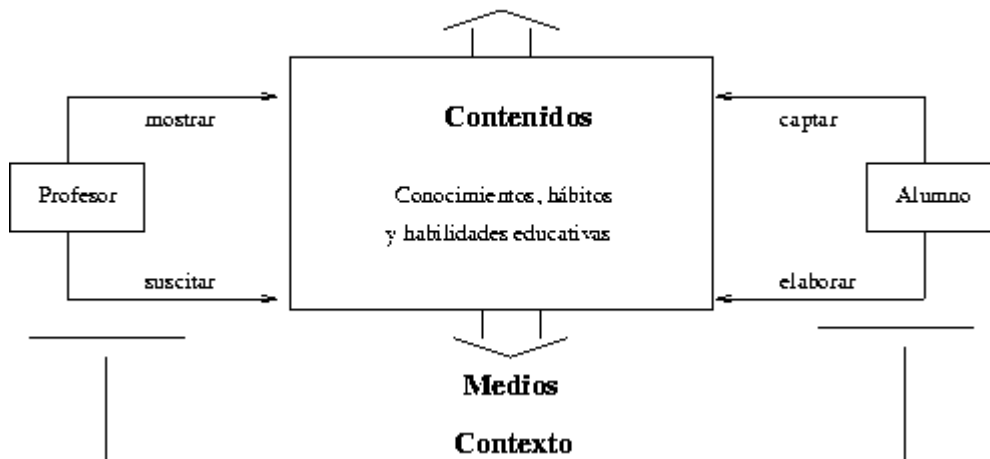 Contenidos
mostrar
captar
Profesor
Conocimientos, hábitos
y habilidades educativas
Alumno
suscitar
elaborar
Medios
Contexto